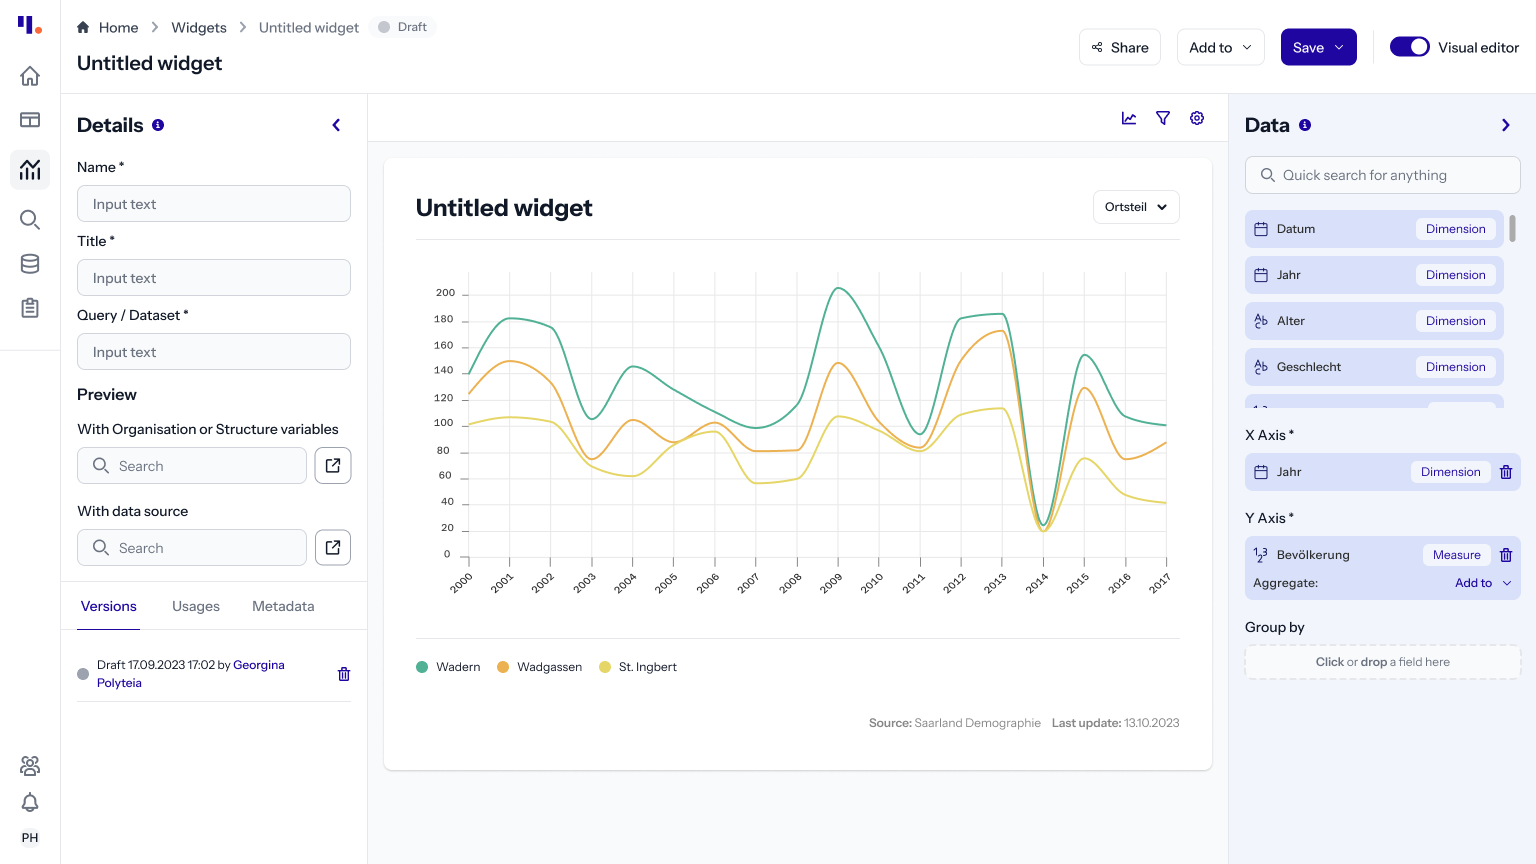 Home
Widgets
Untitled widget
Draft
Untitled widget
Share
Add to
Save
Visual editor
Details
Name *
Input text
Title *
Input text
Query / Dataset *
Input text
Preview
With Organisation or Structure variables
Search
With data source
Search
Versions
Usages
Metadata
Draft 17.09.2023 17:02 by Georgina
Polyteia
PH
Untitled widget
Ortsteil
200
180
160
140
120
100
80
60
40
20
0
2000
2001
2002
2003
2004
2005
2006
2007
2008
2009
2010
2011
2012
2013
2014
2015
2016
2017
Wadern
Wadgassen
St. Ingbert
Source: Saarland Demographie Last update: 13.10.2023
Data
Quick search for anything
Datum Dimension
Jahr Dimension
Alter Dimension
Geschlecht Dimension
X Axis *
Jahr Dimension
Y Axis *
Bevölkerung Measure
Aggregate: Add to
Group by
Click or drop a field here